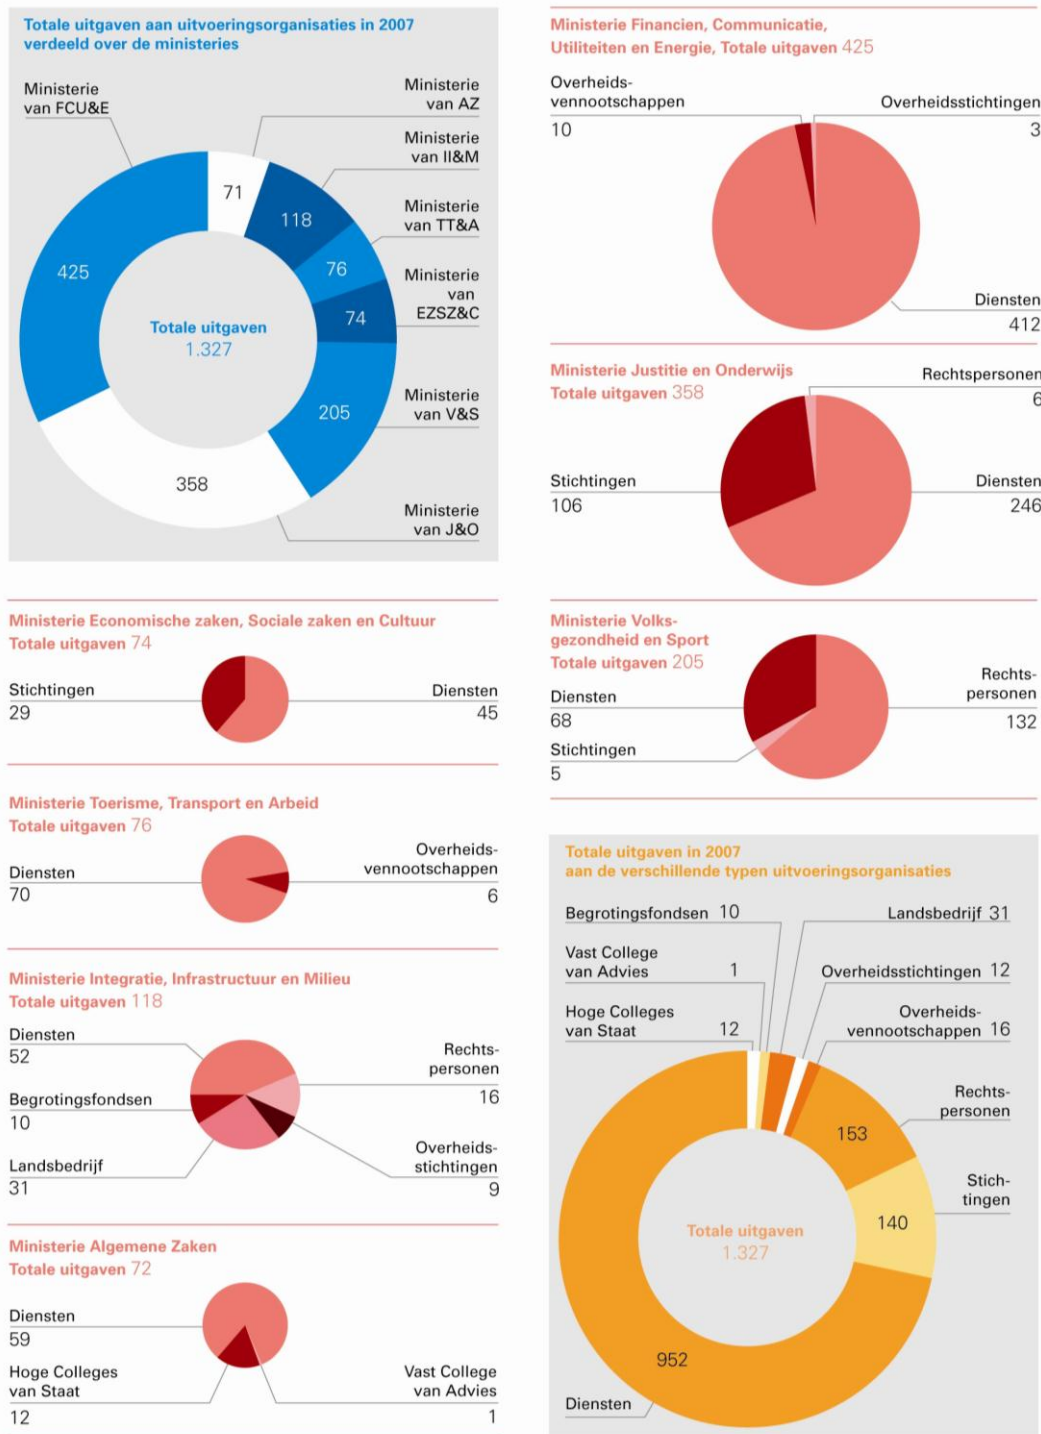 Totale uitgaven aan uitvoeringsorganisaties in 2007
verdeeld over de ministeries
Ministerie
van FCU&E
Ministerie
van AZ
Ministerie
van II&M
Ministerie
van TT&A
Ministerie
van
EZSZ&C
Ministerie
van V&S
Ministerie
van J&O
71
118
76
74
205
358
425
Totale uitgaven
1.327
Ministerie Financien, Communicatie,
Utiliteiten en Energie, Totale uitgaven 425
Overheids-
vennootschappen
10
Overheidsstichtingen
3
Diensten
412
Ministerie Justitie en Onderwijs
Totale uitgaven 358
Rechtspersonen
6
Stichtingen
106
Diensten
246
Ministerie Economische zaken, Sociale zaken en Cultuur
Totale uitgaven 74
Stichtingen
29
Diensten
45
Ministerie Volks-
gezondheid en Sport
Totale uitgaven 205
Diensten
68
Stichtingen
5
Rechts-
personen
132
Ministerie Toerisme, Transport en Arbeid
Totale uitgaven 76
Diensten
70
Overheids-
vennootschappen
6
Ministerie Integratie, Infrastructuur en Milieu
Totale uitgaven 118
Diensten
52
Begrotingsfondsen
10
Landsbedrijf
31
Rechts-
personen
16
Overheids-
stichtingen
9
Ministerie Algemene Zaken
Totale uitgaven 72
Diensten
59
Hoge Colleges
van Staat
12
Vast College
van Advies
1
Totale uitgaven in 2007
aan de verschillende typen uitvoeringsorganisaties
Begrotingsfondsen 10
Vast College
van Advies 1
Hoge Colleges
van Staat 12
Landsbedrijf 31
Overheidsstichtingen 12
Overheids-
vennootschappen 16
Rechts-
personen
153
Stich-
tingen
140
Totale uitgaven
1.327
952
Diensten